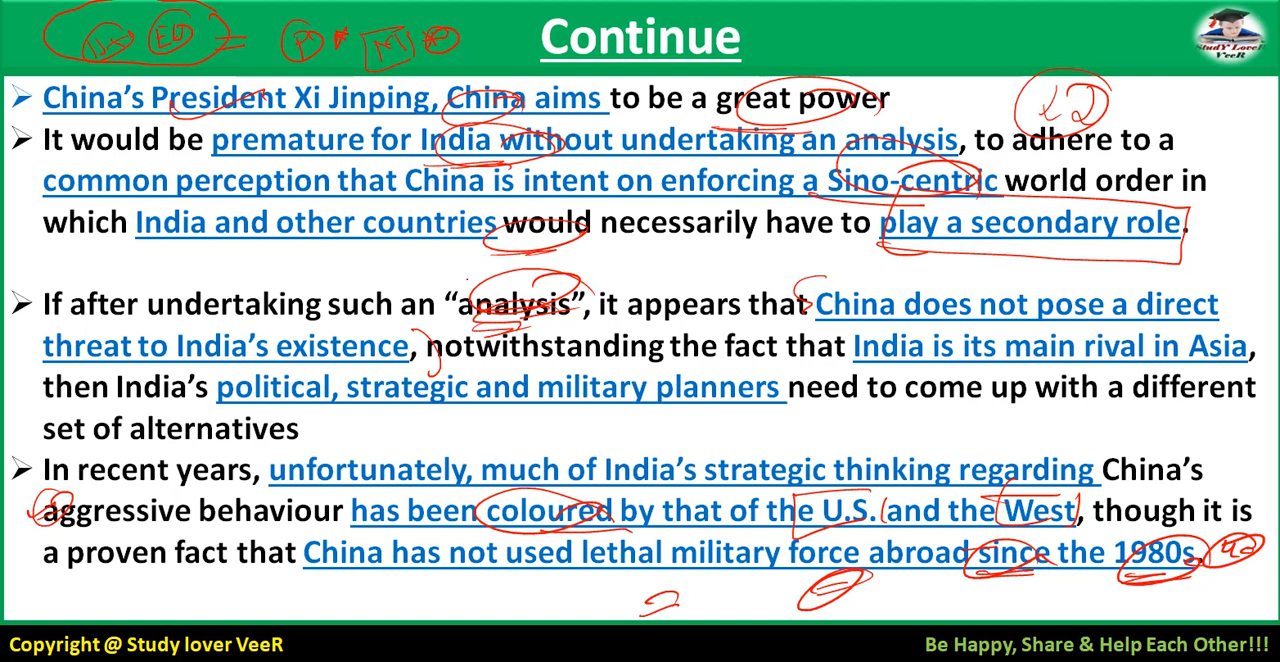 Continue
StudY LoveR
VeeR
➢ China's President Xi Jinping, China aims to be a great power
➢ It would be premature for India without undertaking an analysis, to adhere to a
common perception that China is intent on enforcing a Sino-centric world order in
which India and other countries would necessarily have to play a secondary role.
➢ If after undertaking such an “analysis”, it appears that China does not pose a direct
threat to India's existence, notwithstanding the fact that India is its main rival in Asia,
then India's political, strategic and military planners need to come up with a different
set of alternatives
➢ In recent years, unfortunately, much of India's strategic thinking regarding China's
aggressive behaviour has been coloured by that of the U.S. (and the West), though it is
a proven fact that China has not used lethal military force abroad since the 1980s.
Copyright @ Study lover VeeR
Be Happy, Share & Help Each Other!!!